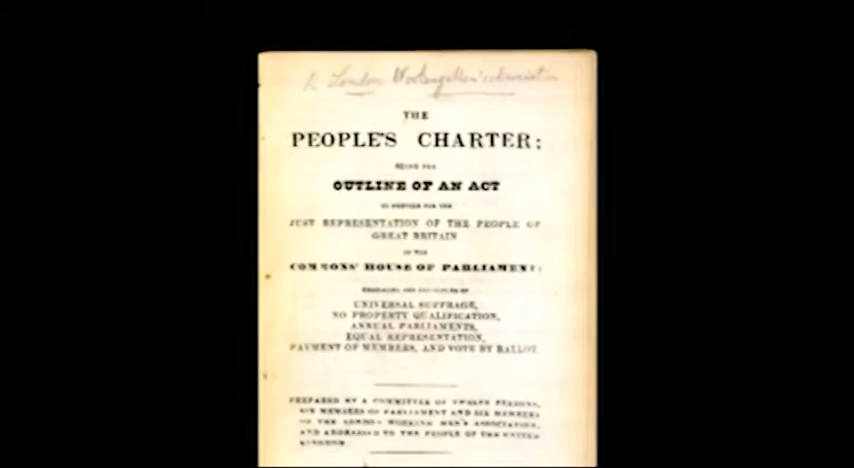 London
THE
PEOPLE'S CHARTER;
BEING THE
OUTLINE OF AN ACT
TO PROVIDE FOR THE
JUST REPRESENTATION OF THE PEOPLE OF
GREAT BRITAIN
IN THE
COMMONS' HOUSE OF PARLIAMENT:
EMBRACING THE PRINCIPLES OF
UNIVERSAL SUFFRAGE,
NO PROPERTY QUALIFICATION,
ANNUAL PARLIAMENTS,
EQUAL REPRESENTATION,
PAYMENT OF MEMBERS, AND VOTE BY BALLOT.
PREPARED BY A COMMITTEE OF TWELVE PERSONS,
SIX MEMBERS OF PARLIAMENT AND SIX MEMBERS
OF THE LONDON WORKING MEN'S ASSOCIATION,
AND ADDRESSED TO THE PEOPLE OF THE UNITED
KINGDOM